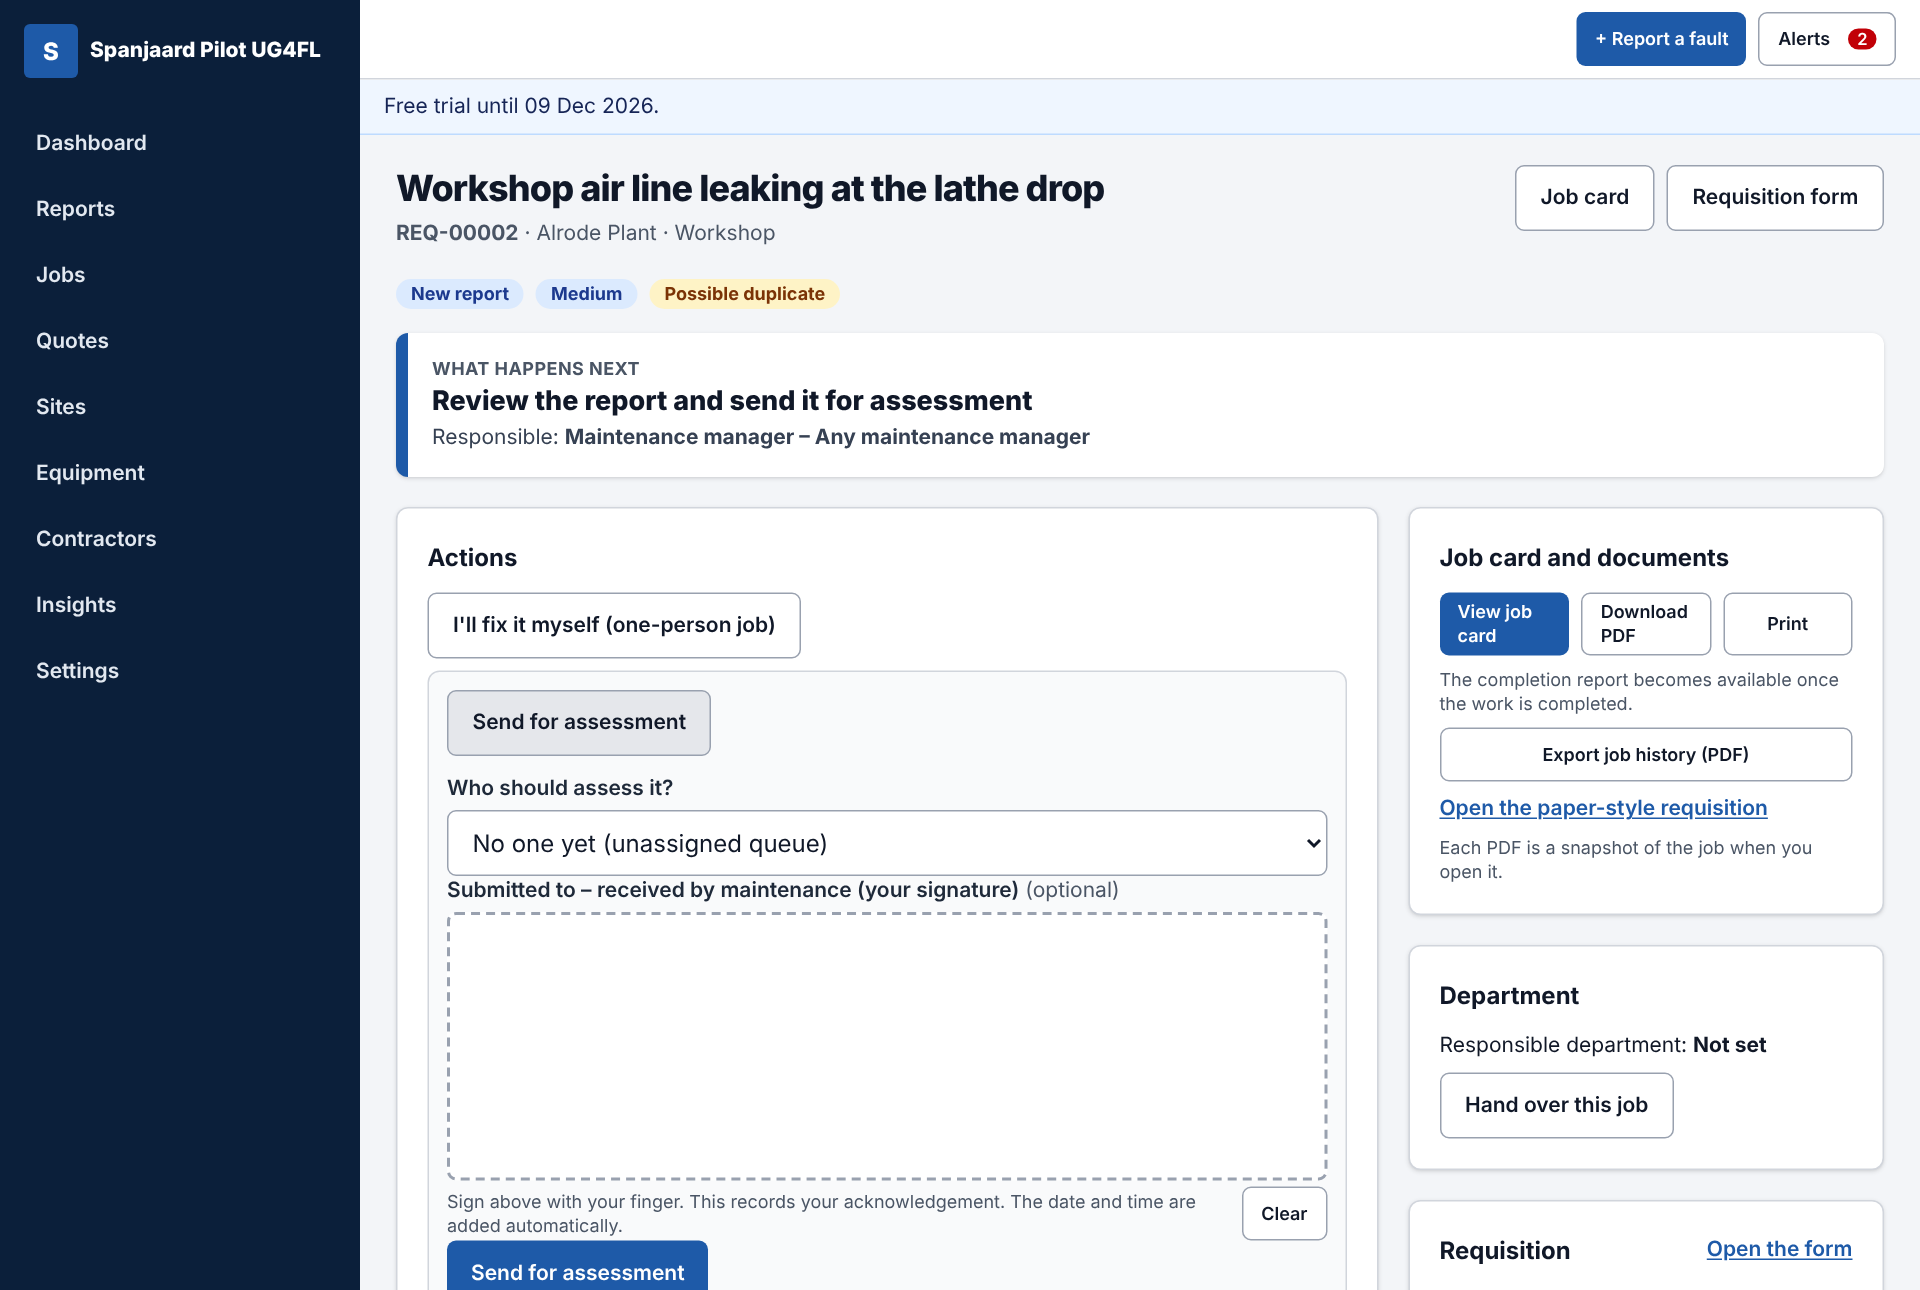 S
Spanjaard Pilot UG4FL
+ Report a fault
Alerts 2
Free trial until 09 Dec 2026.
Dashboard
Reports
Jobs
Quotes
Sites
Equipment
Contractors
Insights
Settings
Workshop air line leaking at the lathe drop
REQ-00002 · Alrode Plant · Workshop
Job card
Requisition form
New report
Medium
Possible duplicate
WHAT HAPPENS NEXT
Review the report and send it for assessment
Responsible: Maintenance manager – Any maintenance manager
Actions
I'll fix it myself (one-person job)
Send for assessment
Who should assess it?
No one yet (unassigned queue)
Submitted to – received by maintenance (your signature) (optional)
Sign above with your finger. This records your acknowledgement. The date and time are
added automatically.
Clear
Send for assessment
Job card and documents
View job
card
Download
PDF
Print
The completion report becomes available once
the work is completed.
Export job history (PDF)
Open the paper-style requisition
Each PDF is a snapshot of the job when you
open it.
Department
Responsible department: Not set
Hand over this job
Requisition
Open the form